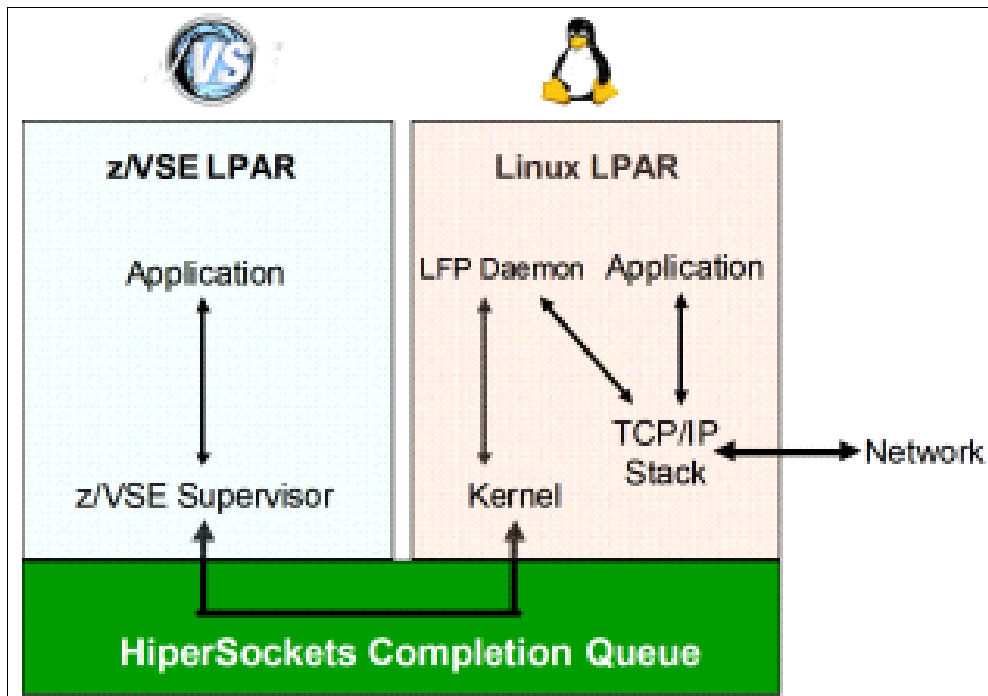 VS
z/VSE LPAR
Linux LPAR
Application
LFP Daemon
Application
TCP/IP
Stack
Network
z/VSE Supervisor
Kernel
HiperSockets Completion Queue